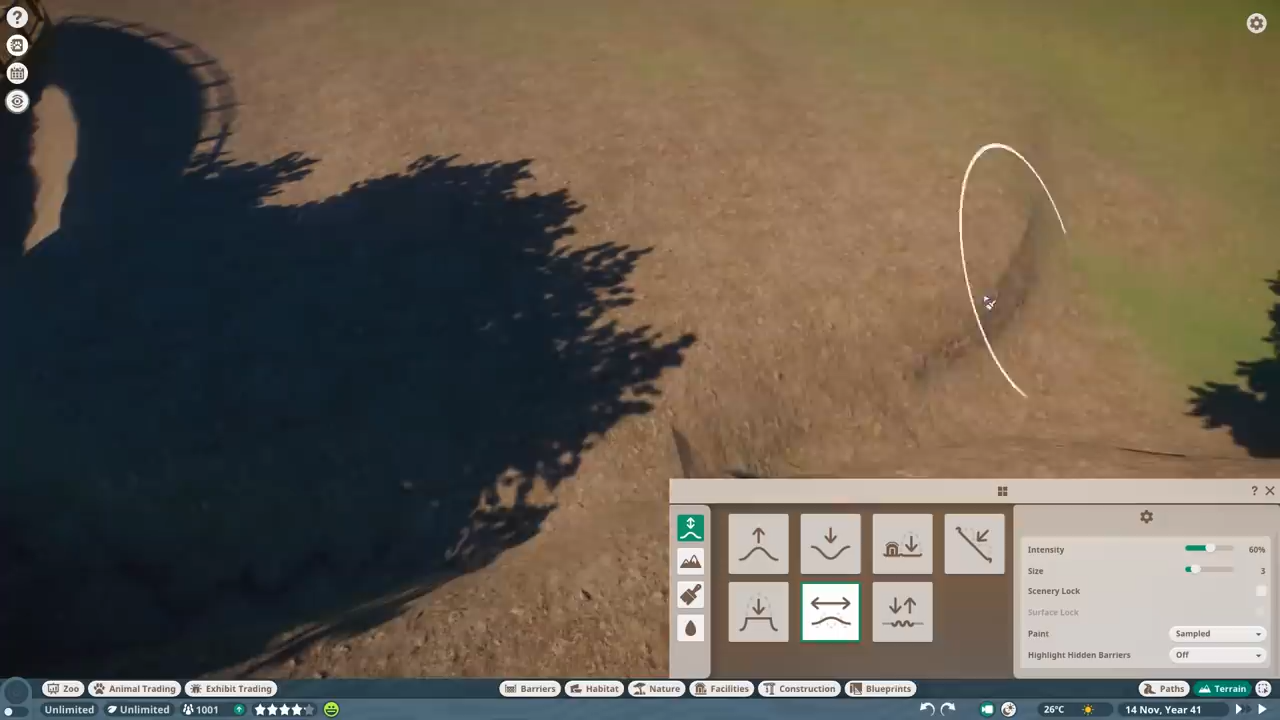 ?
? ×
Intensity 60%
Size 3
Scenery Lock
Surface Lock
Paint Sampled
Highlight Hidden Barriers Off
Zoo Animal Trading Exhibit Trading Barriers Habitat Nature Facilities Construction Blueprints Paths Terrain
Unlimited Unlimited 1001 26°C 14 Nov, Year 41